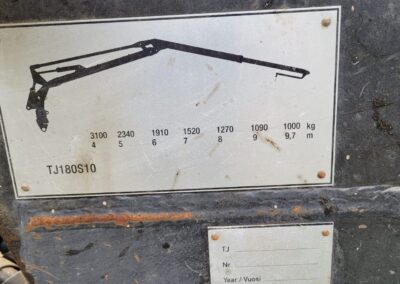 3100 2340 1910 1520 1270 1090 1000 kg
4 5 6 7 8 9 9,7 m
TJ180S10
TJ
Nr
Year / Vuosi